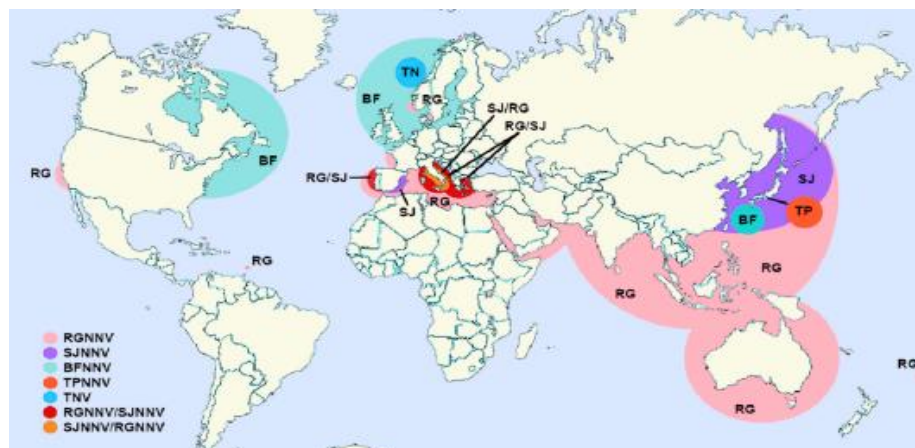 TN
BF
RG
SJ/RG
RG/SJ
BF
RG
RG/SJ
SJ
SJ
RG
BF
TP
RG
RG
RG
RG
RG
RGNNV
SJNNV
BFNNV
TPNNV
TNV
RGNNV/SJNNV
SJNNV/RGNNV